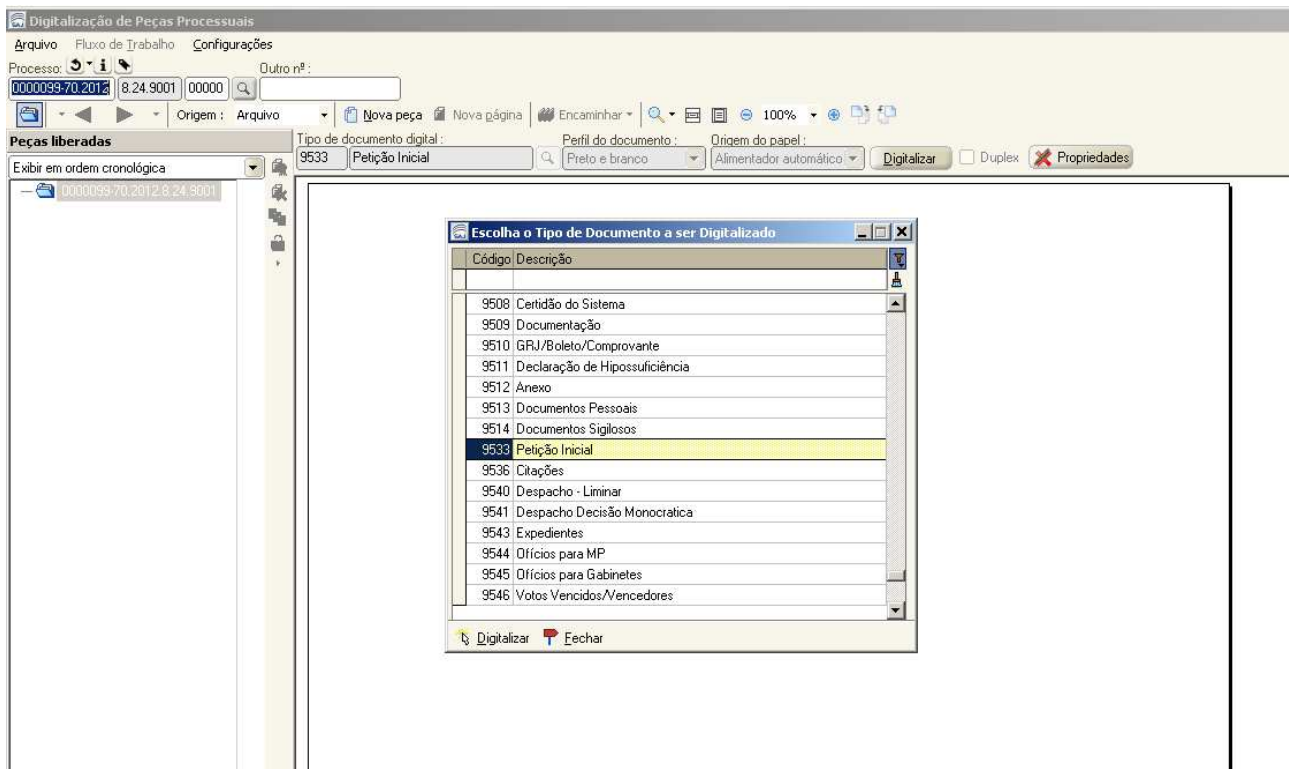 Digitalização de Peças Processuais
Arquivo Fluxo de Trabalho Configurações
Processo: Outro nº :
0000099-70.2012 8.24.9001 00000
Origem : Arquivo Nova peça Nova página Encaminhar 100%
Peças liberadas
Tipo de documento digital : Perfil do documento : Origem do papel :
9533 Petição Inicial Preto e branco Alimentador automático Digitalizar Duplex Propriedades
Exibir em ordem cronológica
0000099-70.2012.8.24.9001
Escolha o Tipo de Documento a ser Digitalizado
Código Descrição
9508 Certidão do Sistema
9509 Documentação
9510 GRJ/Boleto/Comprovante
9511 Declaração de Hipossuficiência
9512 Anexo
9513 Documentos Pessoais
9514 Documentos Sigilosos
9533 Petição Inicial
9536 Citações
9540 Despacho - Liminar
9541 Despacho Decisão Monocratica
9543 Expedientes
9544 Ofícios para MP
9545 Ofícios para Gabinetes
9546 Votos Vencidos/Vencedores
Digitalizar Fechar